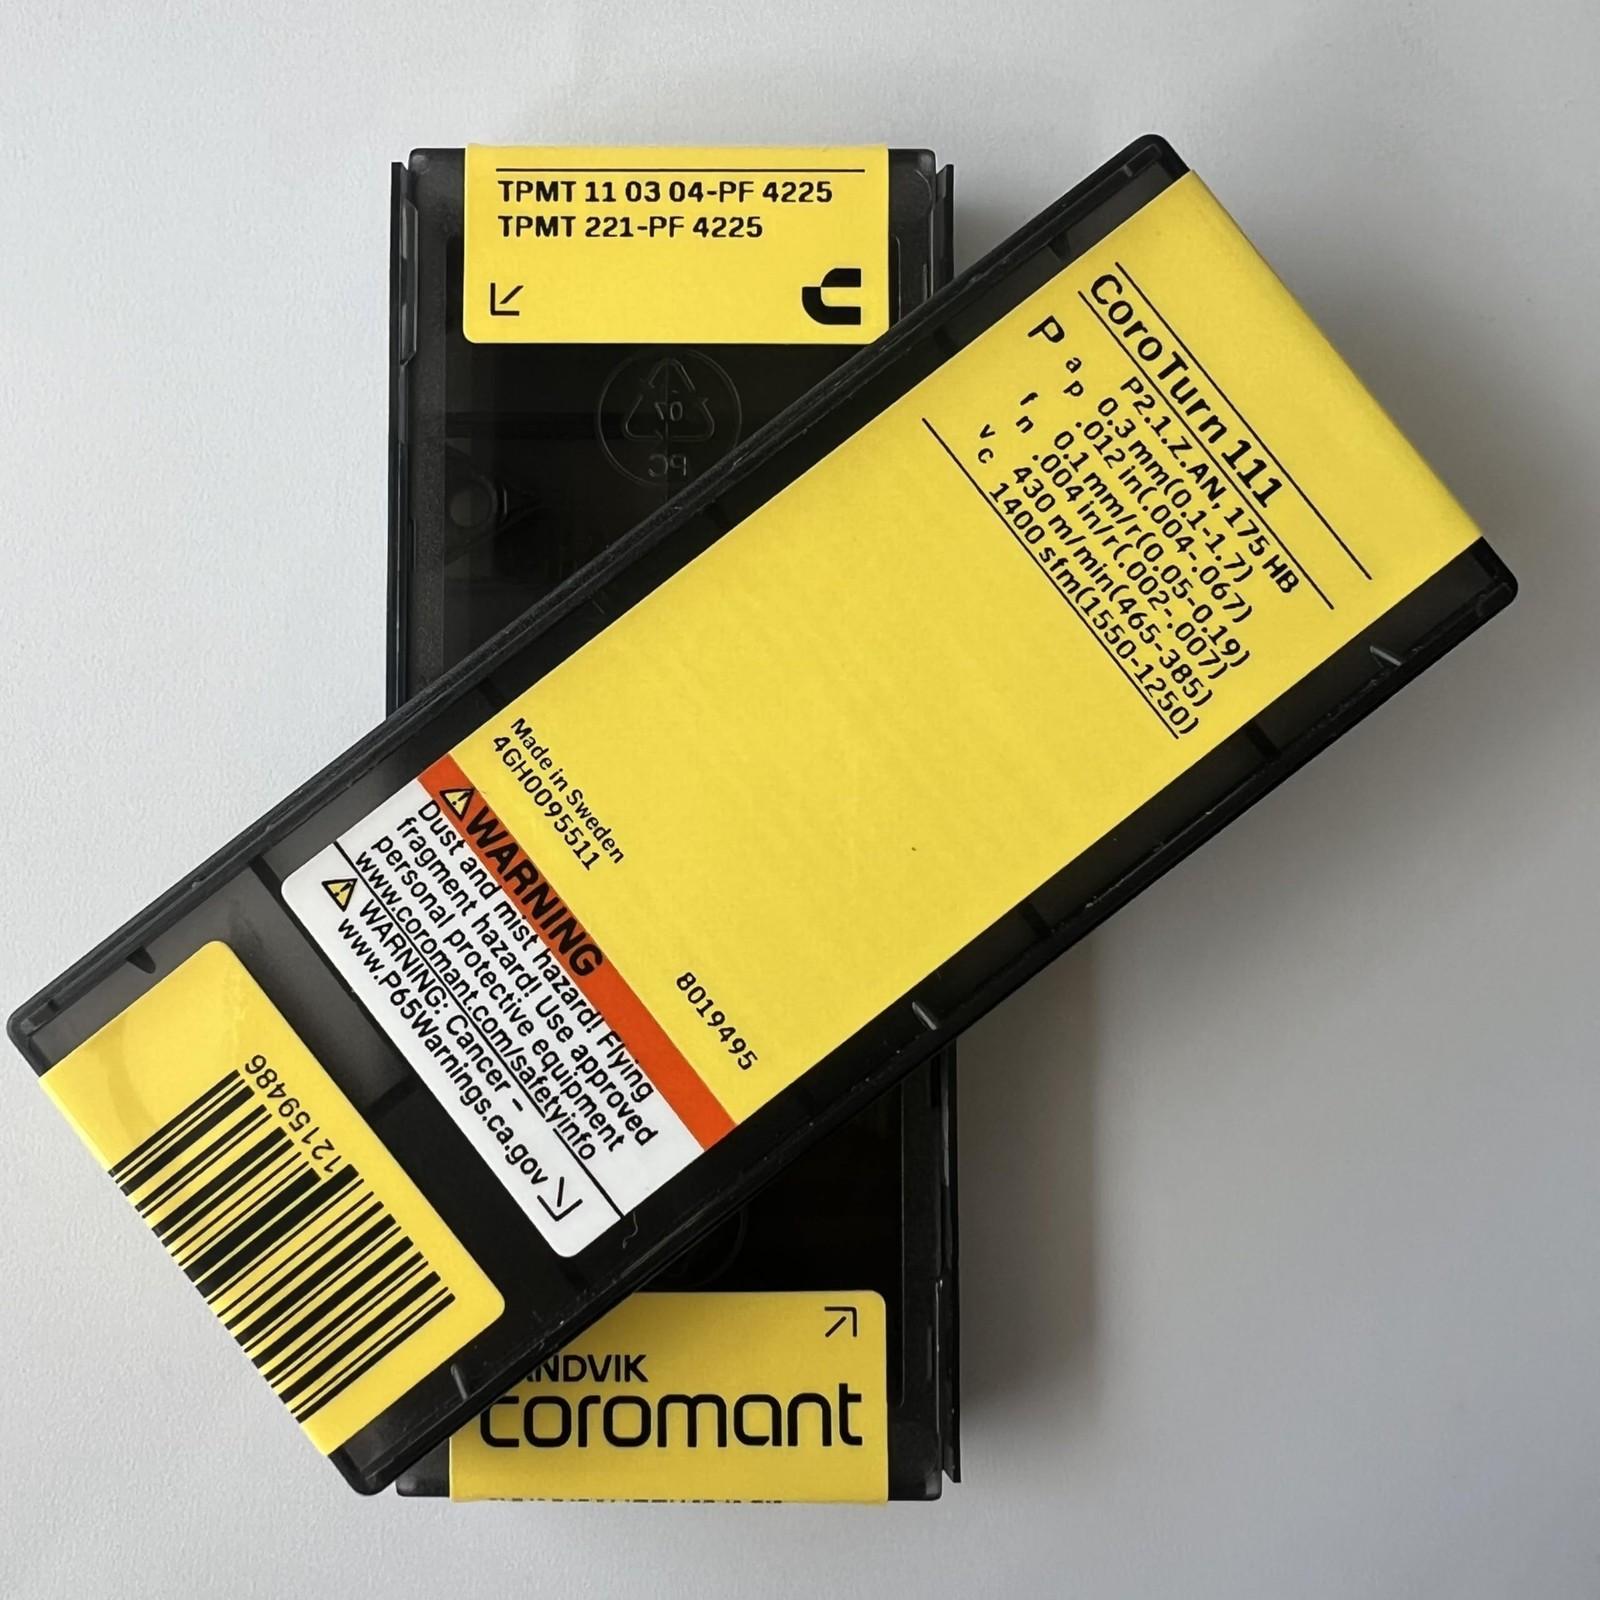 TPMT 11 03 04-PF 4225
TPMT 221-PF 4225
CoroTurn 111
P P2.1.Z.AN, 175 HB
ap 0.3 mm(0.1-1.7)
.012 in(.004-.067)
fn 0.1 mm/r(0.05-0.19)
.004 in/r(.002-.007)
vc 430 m/min(465-385)
1400 sfm(1550-1250)
Made in Sweden
4GH0095511
8019495
⚠WARNING
Dust and mist hazard! Flying
fragment hazard! Use approved
personal protective equipment
www.coromant.com/safetyinfo
⚠ WARNING: Cancer –
www.P65Warnings.ca.gov
12159486
07
PC
NDVIK
coromant